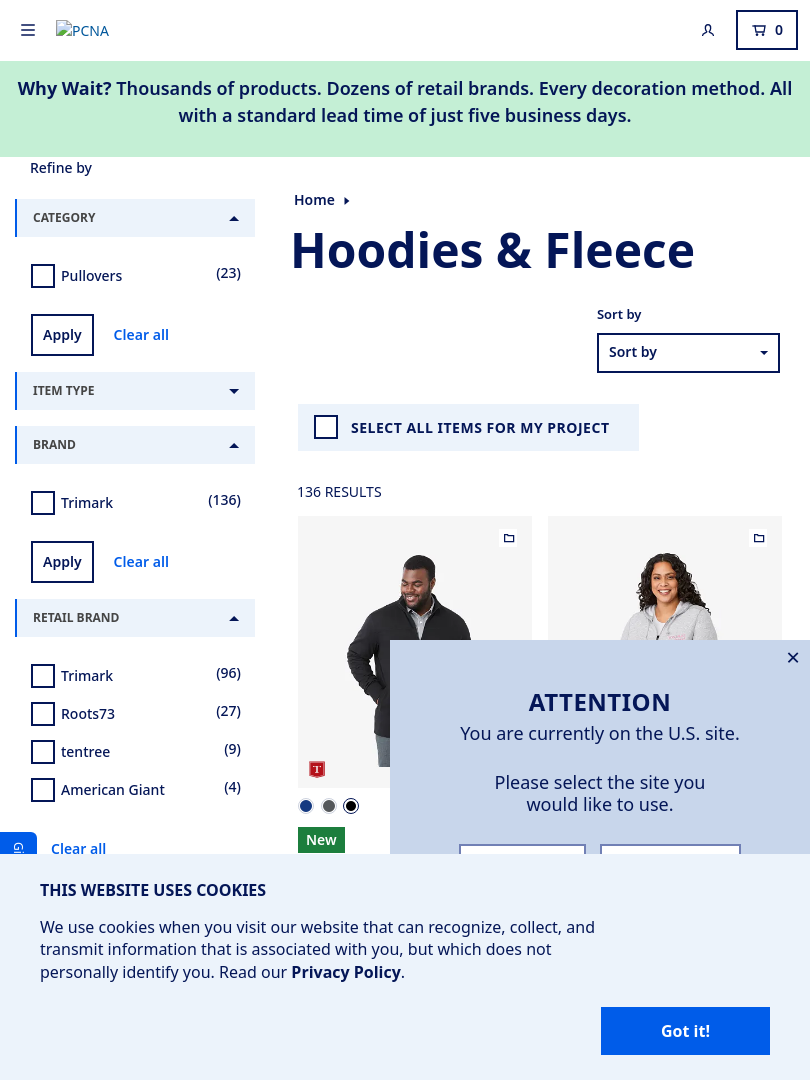 PCNA
0
Why Wait? Thousands of products. Dozens of retail brands. Every decoration method. All
with a standard lead time of just five business days.
Refine by
CATEGORY
Pullovers (23)
Apply Clear all
ITEM TYPE
BRAND
Trimark (136)
Apply Clear all
RETAIL BRAND
Trimark (96)
Roots73 (27)
tentree (9)
American Giant (4)
Clear all
Home
Hoodies & Fleece
Sort by
Sort by
SELECT ALL ITEMS FOR MY PROJECT
136 RESULTS
T
New
ATTENTION
You are currently on the U.S. site.
Please select the site you
would like to use.
THIS WEBSITE USES COOKIES
We use cookies when you visit our website that can recognize, collect, and
transmit information that is associated with you, but which does not
personally identify you. Read our Privacy Policy.
Got it!